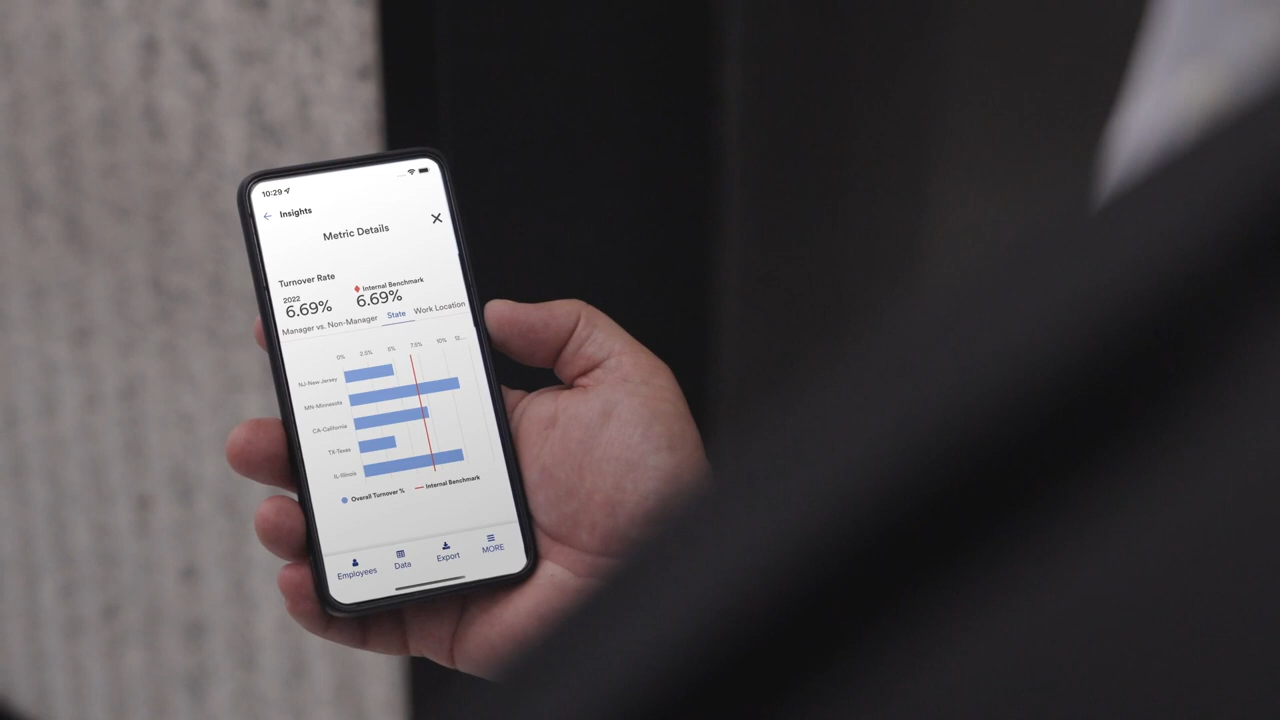 10:29
Insights
Metric Details
Turnover Rate
2022
6.69%
Internal Benchmark
6.69%
Manager vs. Non-Manager State Work Location
0% 2.5% 5% 7.5% 10% 12...
NJ-New Jersey
MN-Minnesota
CA-California
TX-Texas
IL-Illinois
Overall Turnover % Internal Benchmark
Employees Data Export MORE